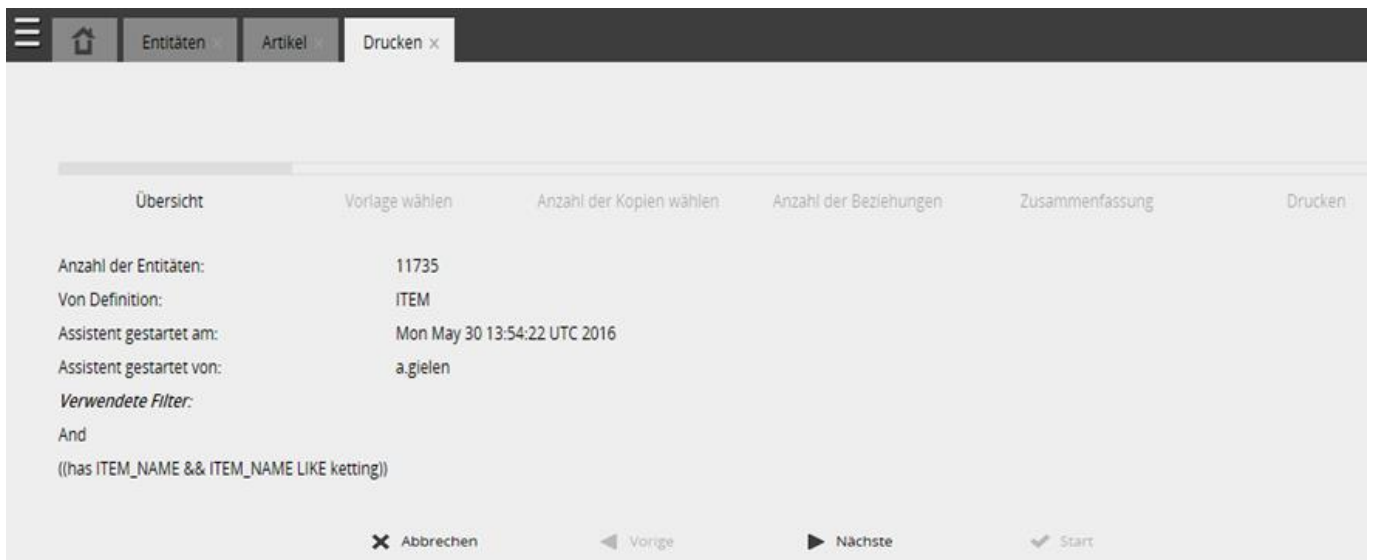 Entitäten × Artikel × Drucken ×
Übersicht Vorlage wählen Anzahl der Kopien wählen Anzahl der Beziehungen Zusammenfassung Drucken
Anzahl der Entitäten: 11735
Von Definition: ITEM
Assistent gestartet am: Mon May 30 13:54:22 UTC 2016
Assistent gestartet von: a.gielen
Verwendete Filter:
And
((has ITEM_NAME && ITEM_NAME LIKE ketting))
Abbrechen Vorige Nächste Start